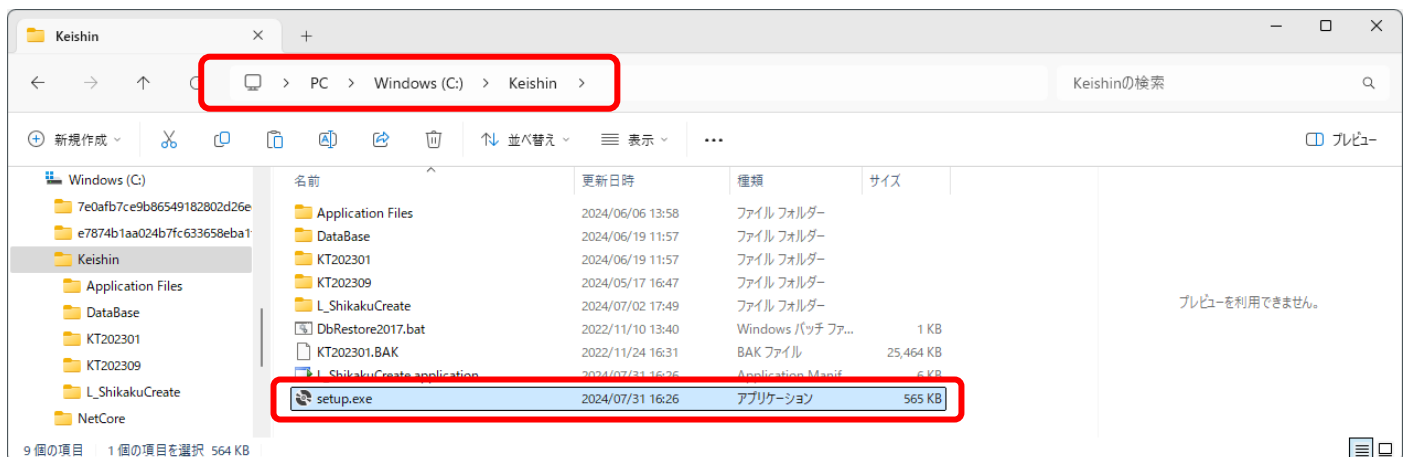 Keishin
PC > Windows (C:) > Keishin >
Keishinの検索
新規作成
並べ替え
表示
プレビュー
Windows (C:)
7e0afb7ce9b86549182802d26e
e7874b1aa024b7fc633658eba1
Keishin
Application Files
DataBase
KT202301
KT202309
L_ShikakuCreate
NetCore
名前 更新日時 種類 サイズ
Application Files 2024/06/06 13:58 ファイル フォルダー
DataBase 2024/06/19 11:57 ファイル フォルダー
KT202301 2024/06/19 11:57 ファイル フォルダー
KT202309 2024/05/17 16:47 ファイル フォルダー
L_ShikakuCreate 2024/07/02 17:49 ファイル フォルダー
DbRestore2017.bat 2022/11/10 13:40 Windows バッチ ファ... 1 KB
KT202301.BAK 2022/11/24 16:31 BAK ファイル 25,464 KB
L_ShikakuCreate.application 2024/07/31 16:26 Application Manif... 6 KB
setup.exe 2024/07/31 16:26 アプリケーション 565 KB
プレビューを利用できません。
9 個の項目 1 個の項目を選択 564 KB